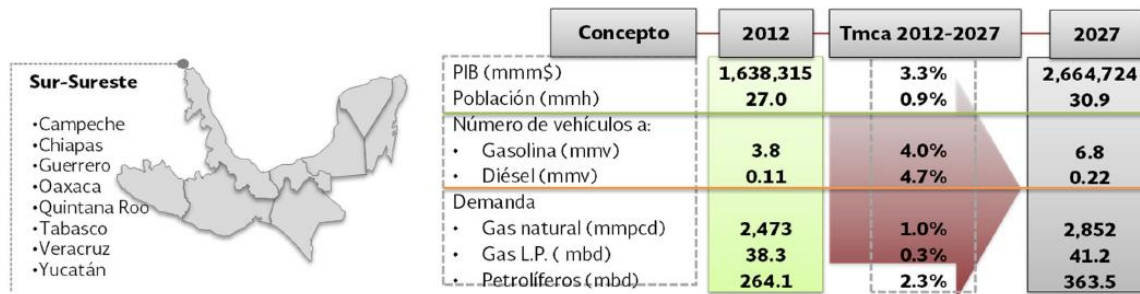 Concepto 2012 Tmca 2012-2027 2027
Sur-Sureste
•Campeche
•Chiapas
•Guerrero
•Oaxaca
•Quintana Roo
•Tabasco
•Veracruz
•Yucatán
PIB (mmm$) 1,638,315 3.3% 2,664,724
Población (mmh) 27.0 0.9% 30.9
Número de vehículos a:
• Gasolina (mmv) 3.8 4.0% 6.8
• Diésel (mmv) 0.11 4.7% 0.22
Demanda
• Gas natural (mmpcd) 2,473 1.0% 2,852
• Gas L.P. ( mbd) 38.3 0.3% 41.2
• Petrolíferos (mbd) 264.1 2.3% 363.5